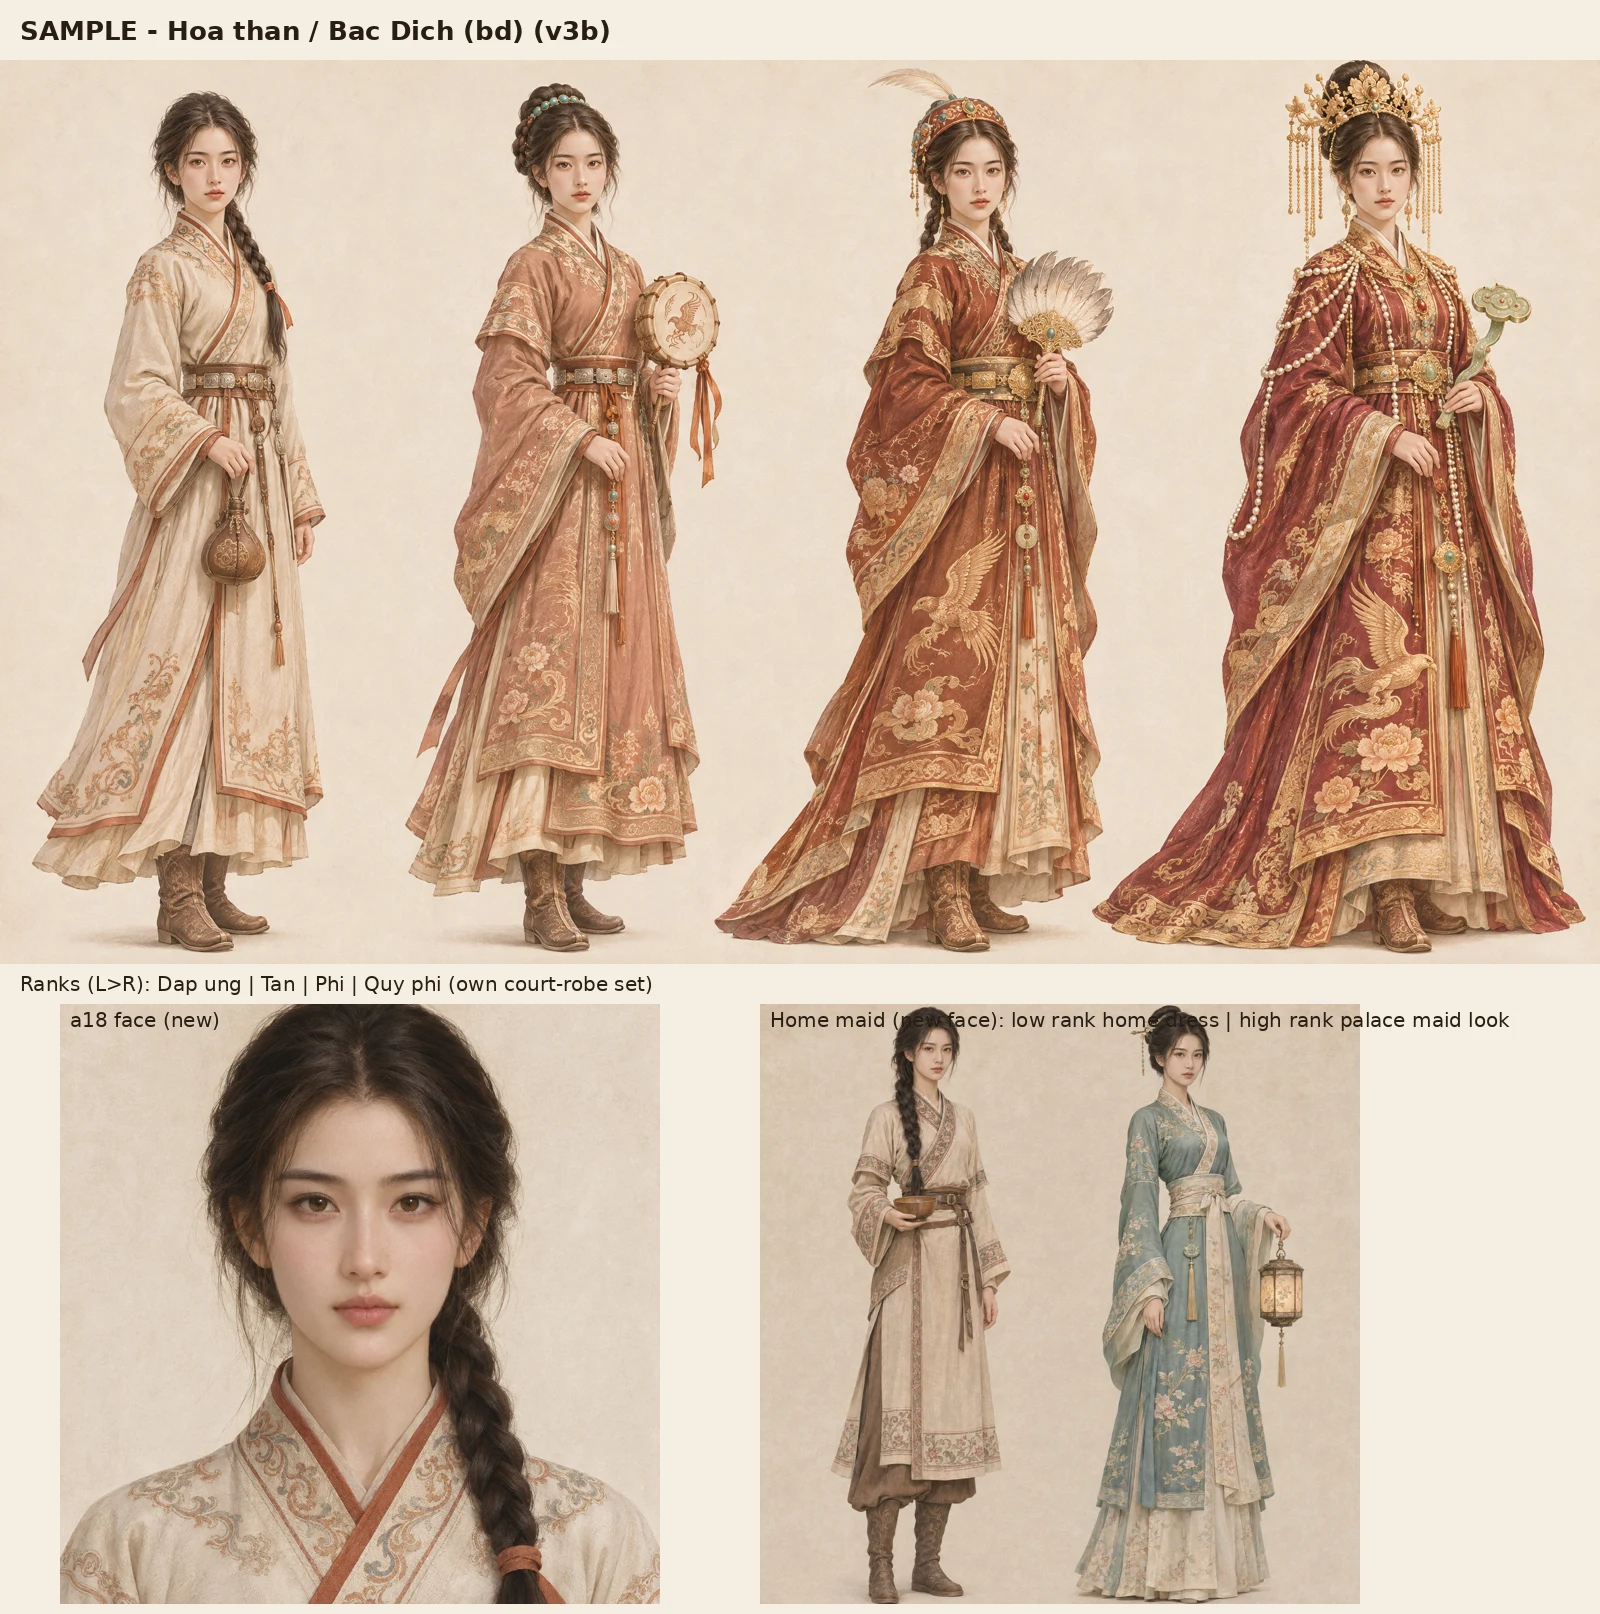 SAMPLE - Hoa than / Bac Dich (bd) (v3b)
Ranks (L>R): Dap ung | Tan | Phi | Quy phi (own court-robe set)
a18 face (new)
Home maid (new face): low rank home dress | high rank palace maid look